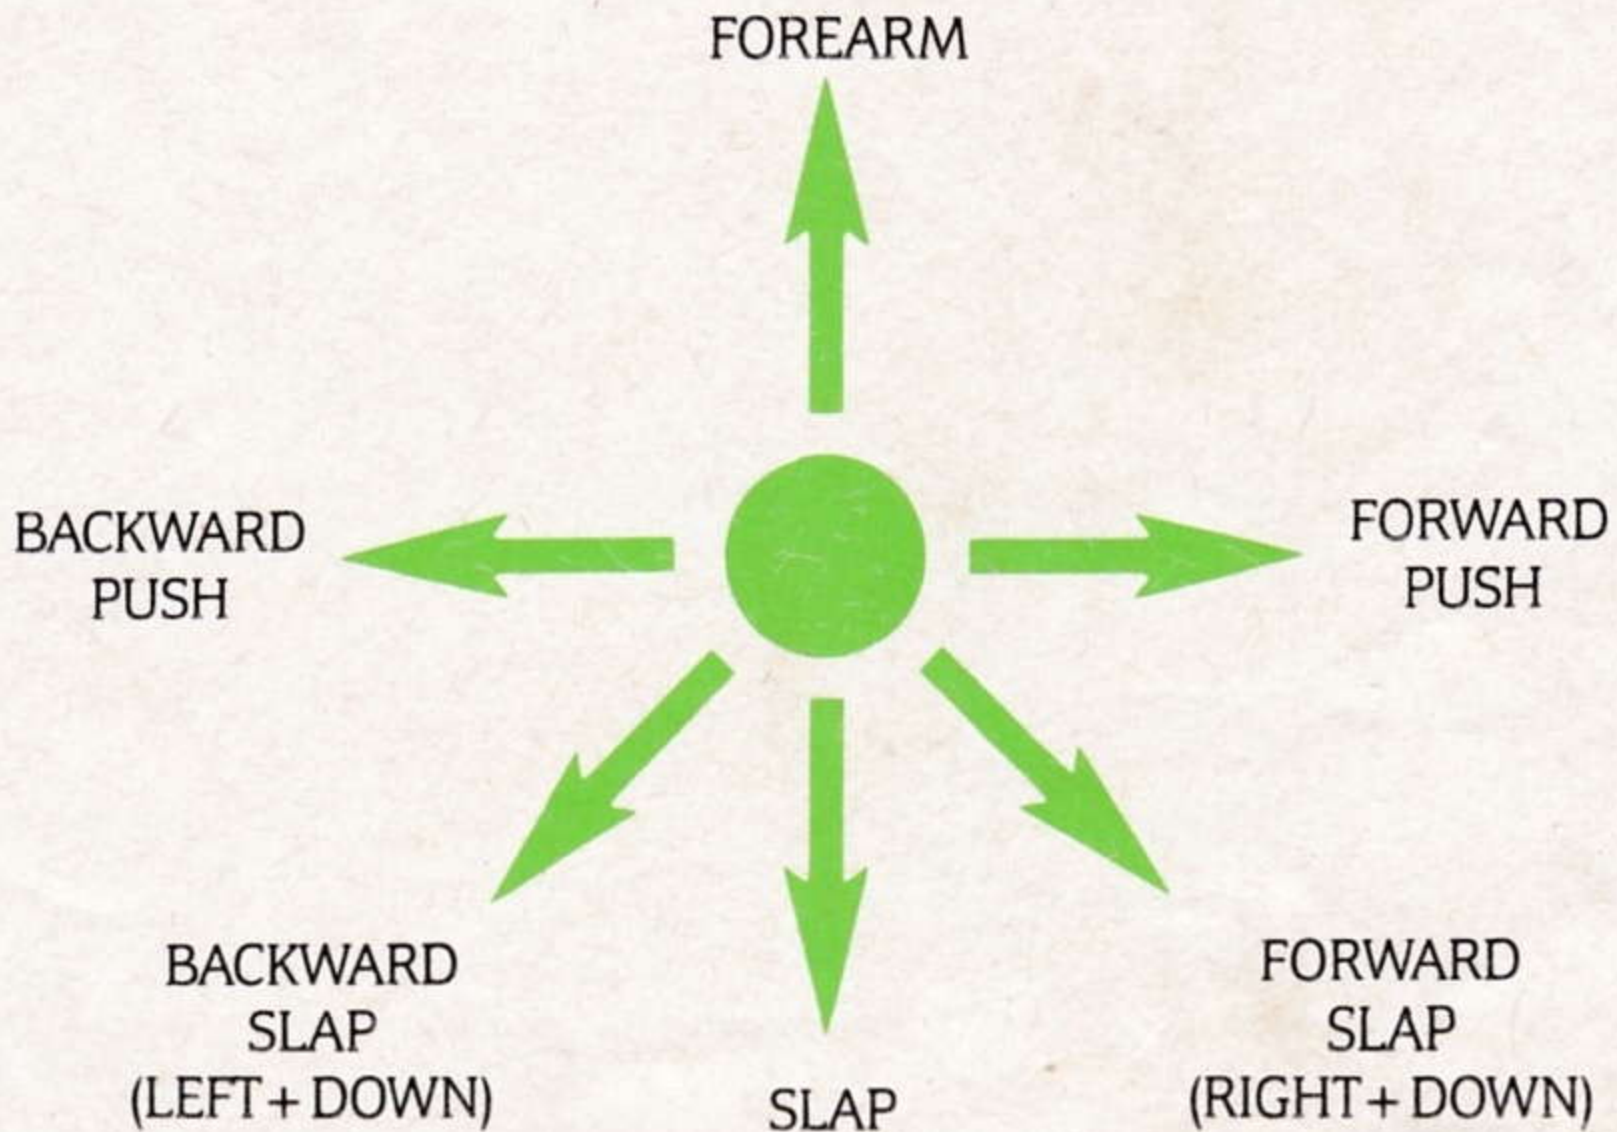 FOREARM
BACKWARD
PUSH
FORWARD
PUSH
BACKWARD
SLAP
(LEFT + DOWN)
SLAP
FORWARD
SLAP
(RIGHT + DOWN)